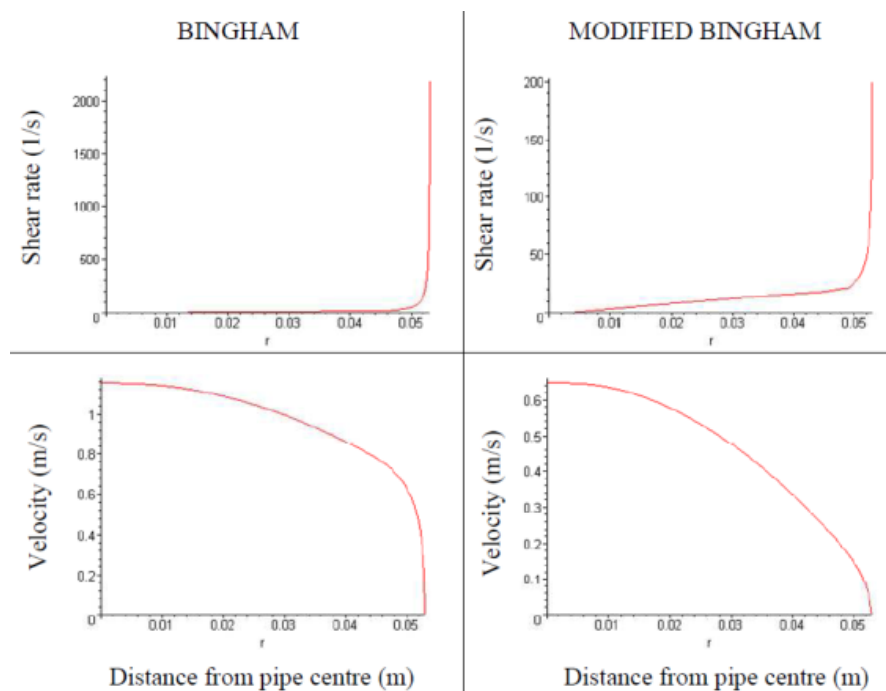 BINGHAM
Shear rate (1/s)
2000
1500
1000
500
0
0.01 0.02 0.03 0.04 0.05
r
MODIFIED BINGHAM
Shear rate (1/s)
200
150
100
50
0
0.01 0.02 0.03 0.04 0.05
r
Velocity (m/s)
1
0.8
0.6
0.4
0.2
0
0.01 0.02 0.03 0.04 0.05
r
Distance from pipe centre (m)
Velocity (m/s)
0.6
0.5
0.4
0.3
0.2
0.1
0
0.01 0.02 0.03 0.04 0.05
r
Distance from pipe centre (m)